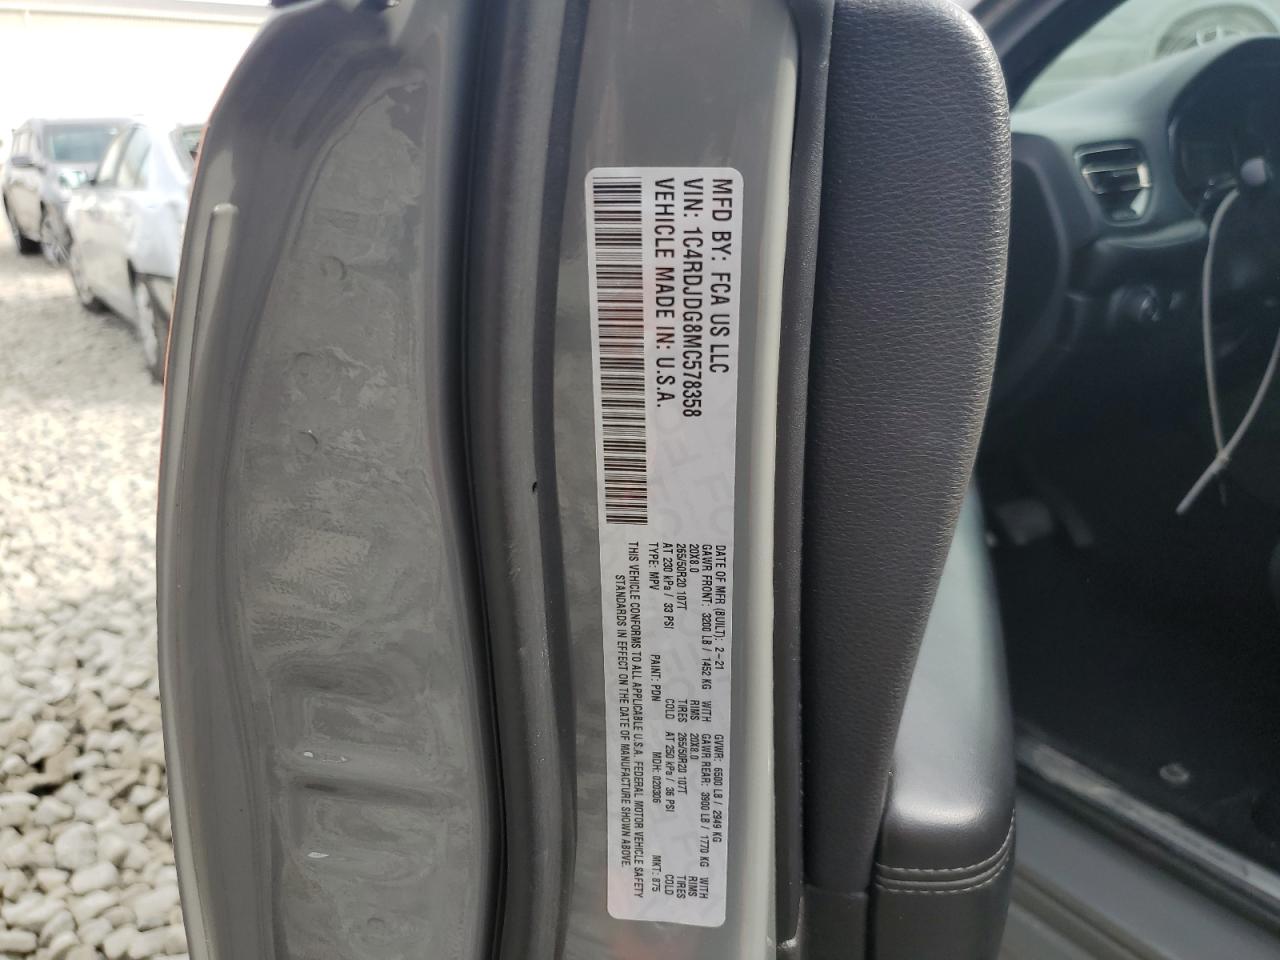 MFD BY: FCA US LLC
VIN: 1C4RDJDG8MC578358
VEHICLE MADE IN: U.S.A.
DATE OF MFR (BUILT): 2-21 GVWR: 6500 LB / 2949 KG
GAWR FRONT: 3200 LB / 1452 KG WITH GAWR REAR: 3900 LB / 1770 KG WITH
20X8.0 RIMS 20X8.0 RIMS
265/50R20 107T TIRES 265/50R20 107T TIRES
AT 230 kPa / 33 PSI COLD AT 250 kPa / 36 PSI COLD
TYPE: MPV PAINT: PDN MDH: 020306 MKT: 875
THIS VEHICLE CONFORMS TO ALL APPLICABLE U.S.A. FEDERAL MOTOR VEHICLE SAFETY
STANDARDS IN EFFECT ON THE DATE OF MANUFACTURE SHOWN ABOVE.